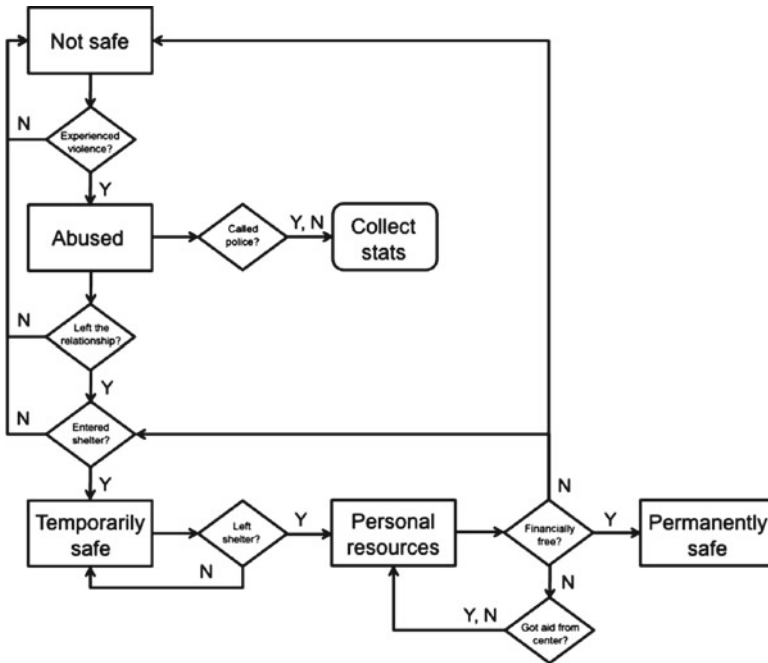 Not safe
N
Experienced
violence?
Y
Abused
Called
police?
Y, N
Collect
stats
N
Left the
relationship?
Y
N
Entered
shelter?
Y
Temporarily
safe
Left
shelter?
Y
N
Personal
resources
N
Financially
free?
Y
Permanently
safe
N
Y, N
Got aid from
center?